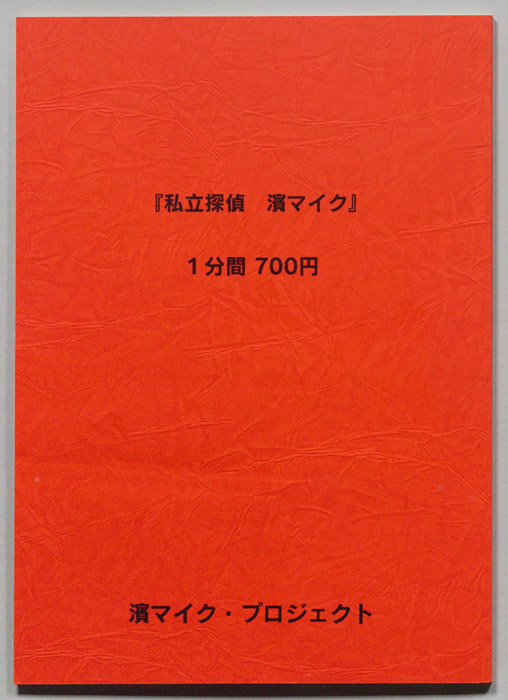 『私立探偵　濱マイク』
1分間 700円
濱マイク・プロジェクト